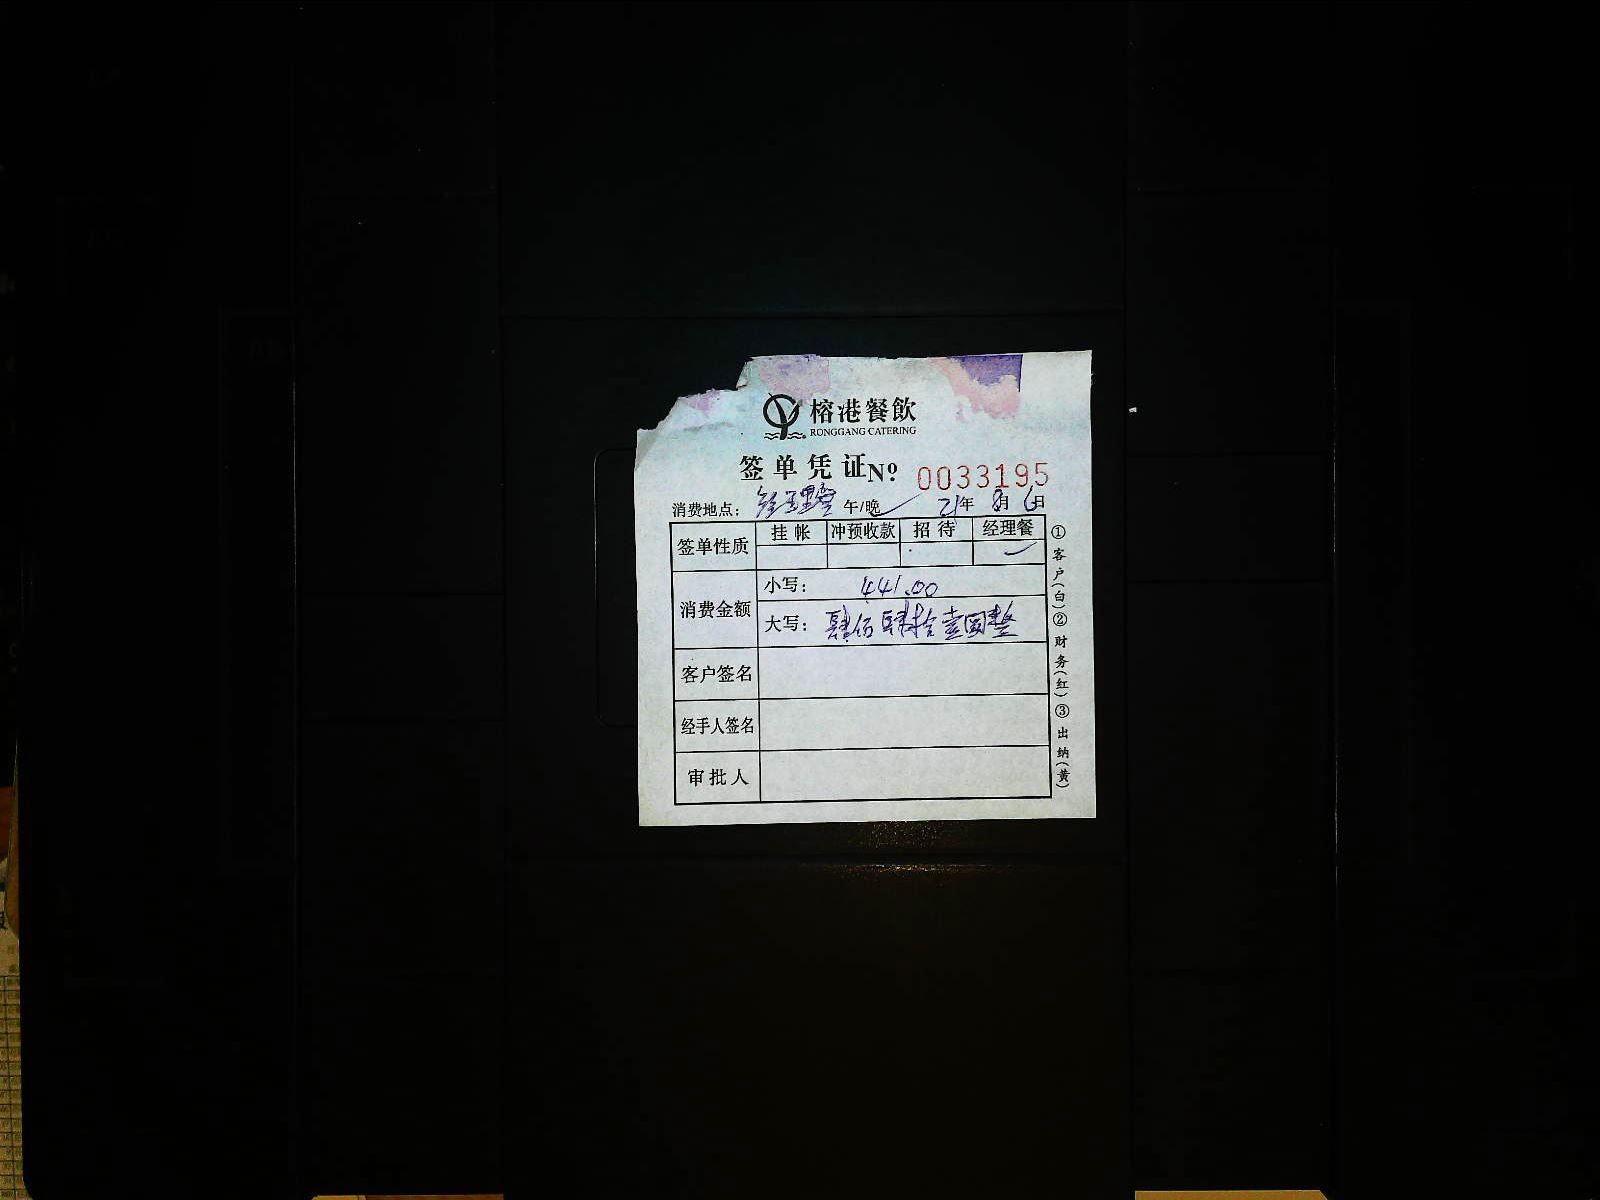 榕港餐飲
RONGGANG CATERING
签单凭证 Nº 0033195
消费地点： 经理餐 午/晚 21年 8月 6日
签单性质 挂帐 冲预收款 招待 经理餐
✓
消费金额
小写： 441.00
大写： 肆佰肆拾壹圆整
客户签名
经手人签名
审批人
①客户(白)②财务(红)③出纳(黄)